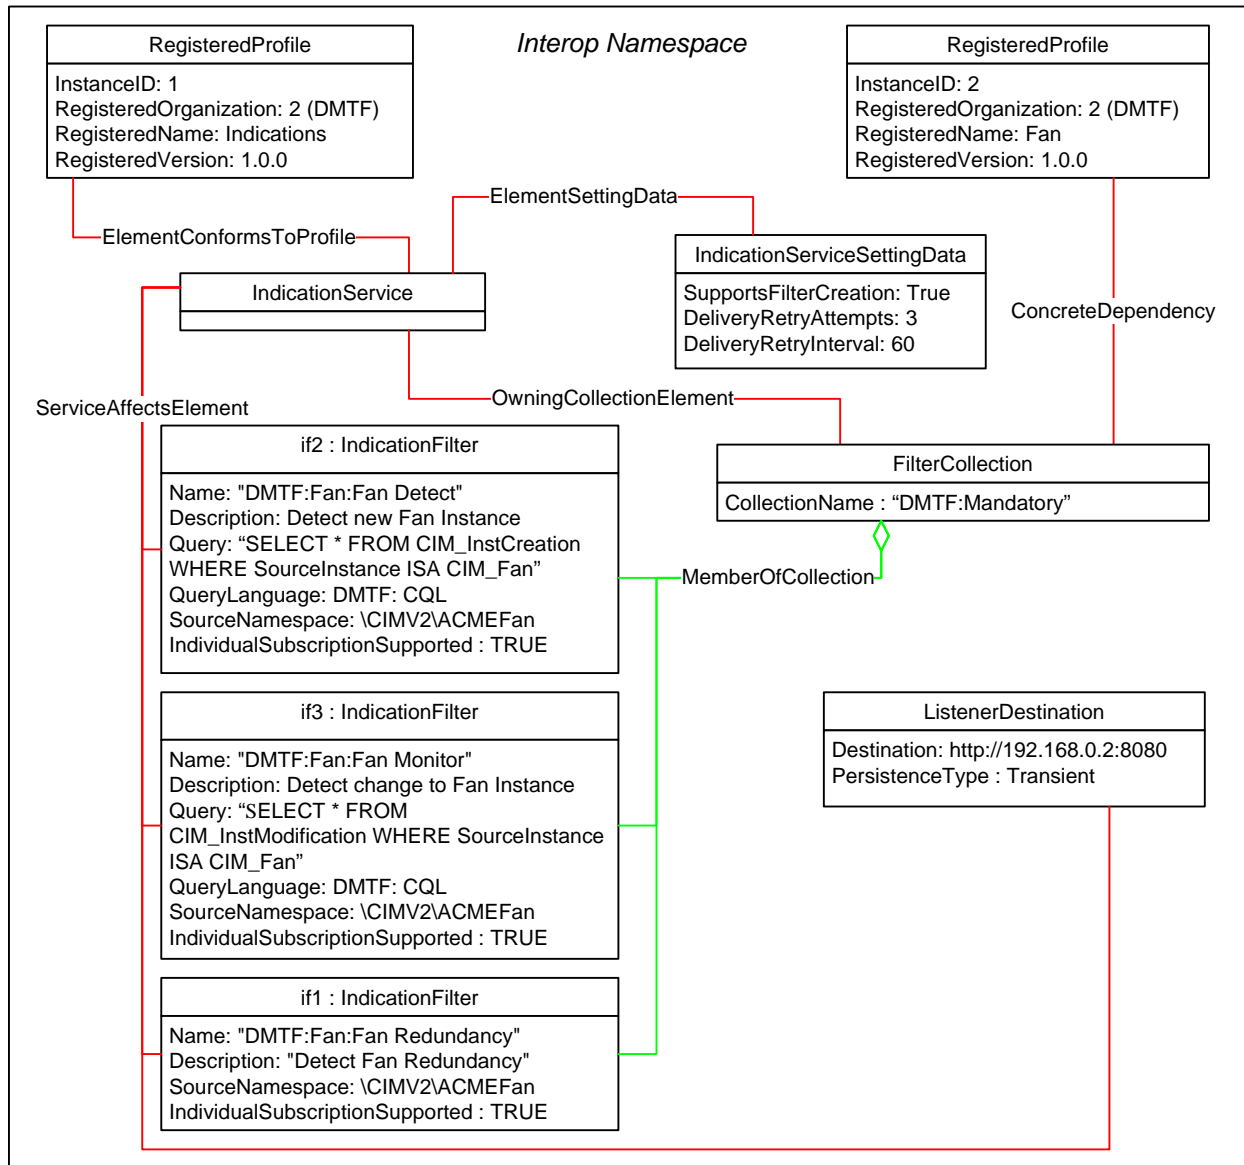 Interop Namespace
RegisteredProfile
InstanceID: 1
RegisteredOrganization: 2 (DMTF)
RegisteredName: Indications
RegisteredVersion: 1.0.0
RegisteredProfile
InstanceID: 2
RegisteredOrganization: 2 (DMTF)
RegisteredName: Fan
RegisteredVersion: 1.0.0
ElementSettingData
ElementConformsToProfile
IndicationService
IndicationServiceSettingData
SupportsFilterCreation: True
DeliveryRetryAttempts: 3
DeliveryRetryInterval: 60
ConcreteDependency
ServiceAffectsElement
OwningCollectionElement
if2 : IndicationFilter
Name: "DMTF:Fan:Fan Detect"
Description: Detect new Fan Instance
Query: “SELECT * FROM CIM_InstCreation
WHERE SourceInstance ISA CIM_Fan”
QueryLanguage: DMTF: CQL
SourceNamespace: \CIMV2\ACMEFan
IndividualSubscriptionSupported : TRUE
FilterCollection
CollectionName : “DMTF:Mandatory”
MemberOfCollection
if3 : IndicationFilter
Name: "DMTF:Fan:Fan Monitor"
Description: Detect change to Fan Instance
Query: “SELECT * FROM
CIM_InstModification WHERE SourceInstance
ISA CIM_Fan”
QueryLanguage: DMTF: CQL
SourceNamespace: \CIMV2\ACMEFan
IndividualSubscriptionSupported : TRUE
ListenerDestination
Destination: http://192.168.0.2:8080
PersistenceType : Transient
if1 : IndicationFilter
Name: "DMTF:Fan:Fan Redundancy"
Description: "Detect Fan Redundancy"
SourceNamespace: \CIMV2\ACMEFan
IndividualSubscriptionSupported : TRUE